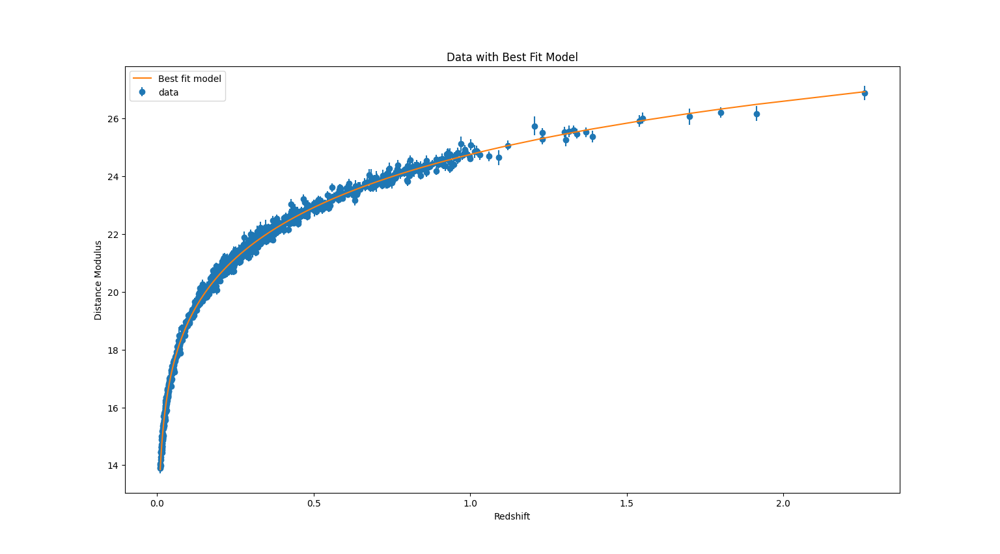 Data with Best Fit Model
Best fit model
data
Distance Modulus
26
24
22
20
18
16
14
0.0
0.5
1.0
1.5
2.0
Redshift